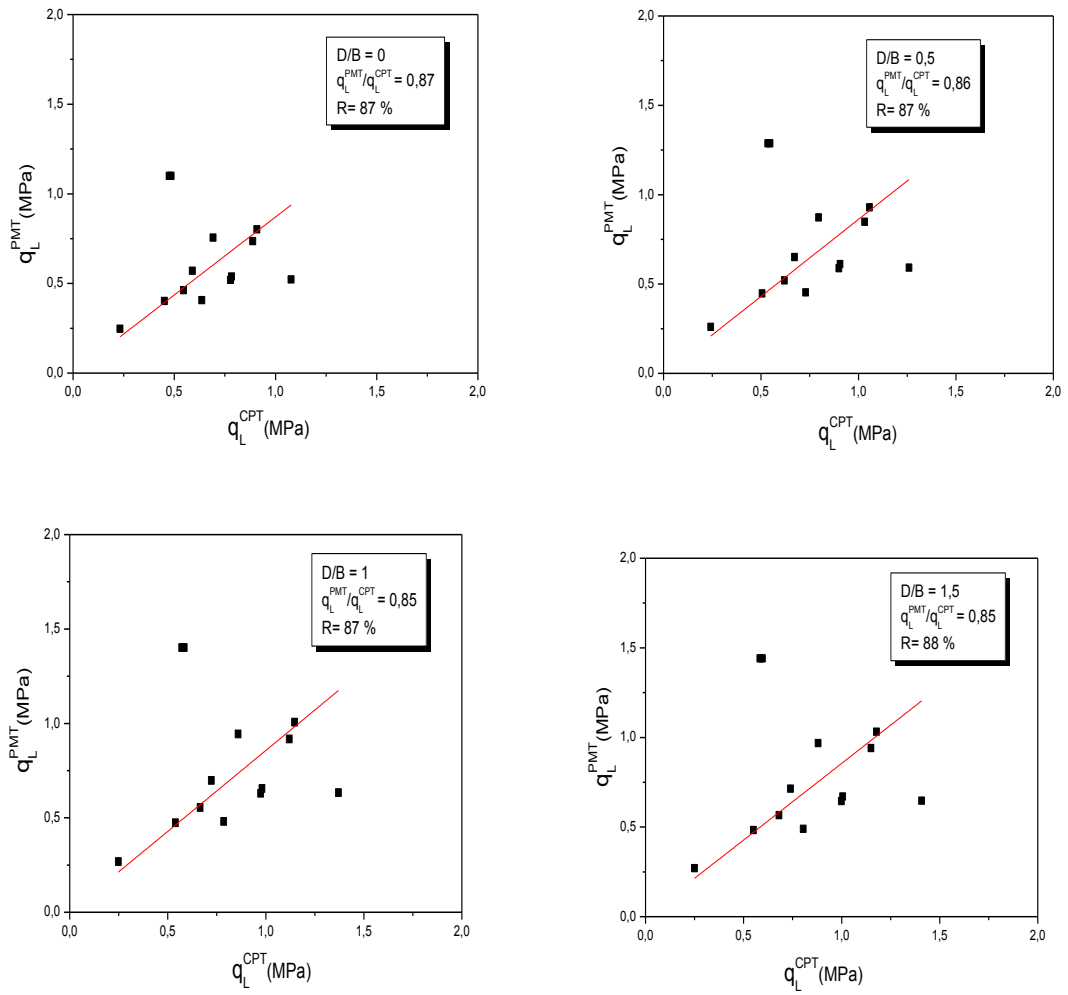 2,0
1,5
1,0
0,5
0,0
0,0 0,5 1,0 1,5 2,0
q_L^PMT(MPa)
q_L^CPT(MPa)
D/B = 0
q_L^PMT/q_L^CPT = 0,87
R= 87 %
2,0
1,5
1,0
0,5
0,0
0,0 0,5 1,0 1,5 2,0
q_L^PMT(MPa)
q_L^CPT(MPa)
D/B = 0,5
q_L^PMT/q_L^CPT = 0,86
R= 87 %
2,0
1,5
1,0
0,5
0,0
0,0 0,5 1,0 1,5 2,0
q_L^PMT(MPa)
q_L^CPT(MPa)
D/B = 1
q_L^PMT/q_L^CPT = 0,85
R= 87 %
2,0
1,5
1,0
0,5
0,0
0,0 0,5 1,0 1,5 2,0
q_L^PMT(MPa)
q_L^CPT(MPa)
D/B = 1,5
q_L^PMT/q_L^CPT = 0,85
R= 88 %